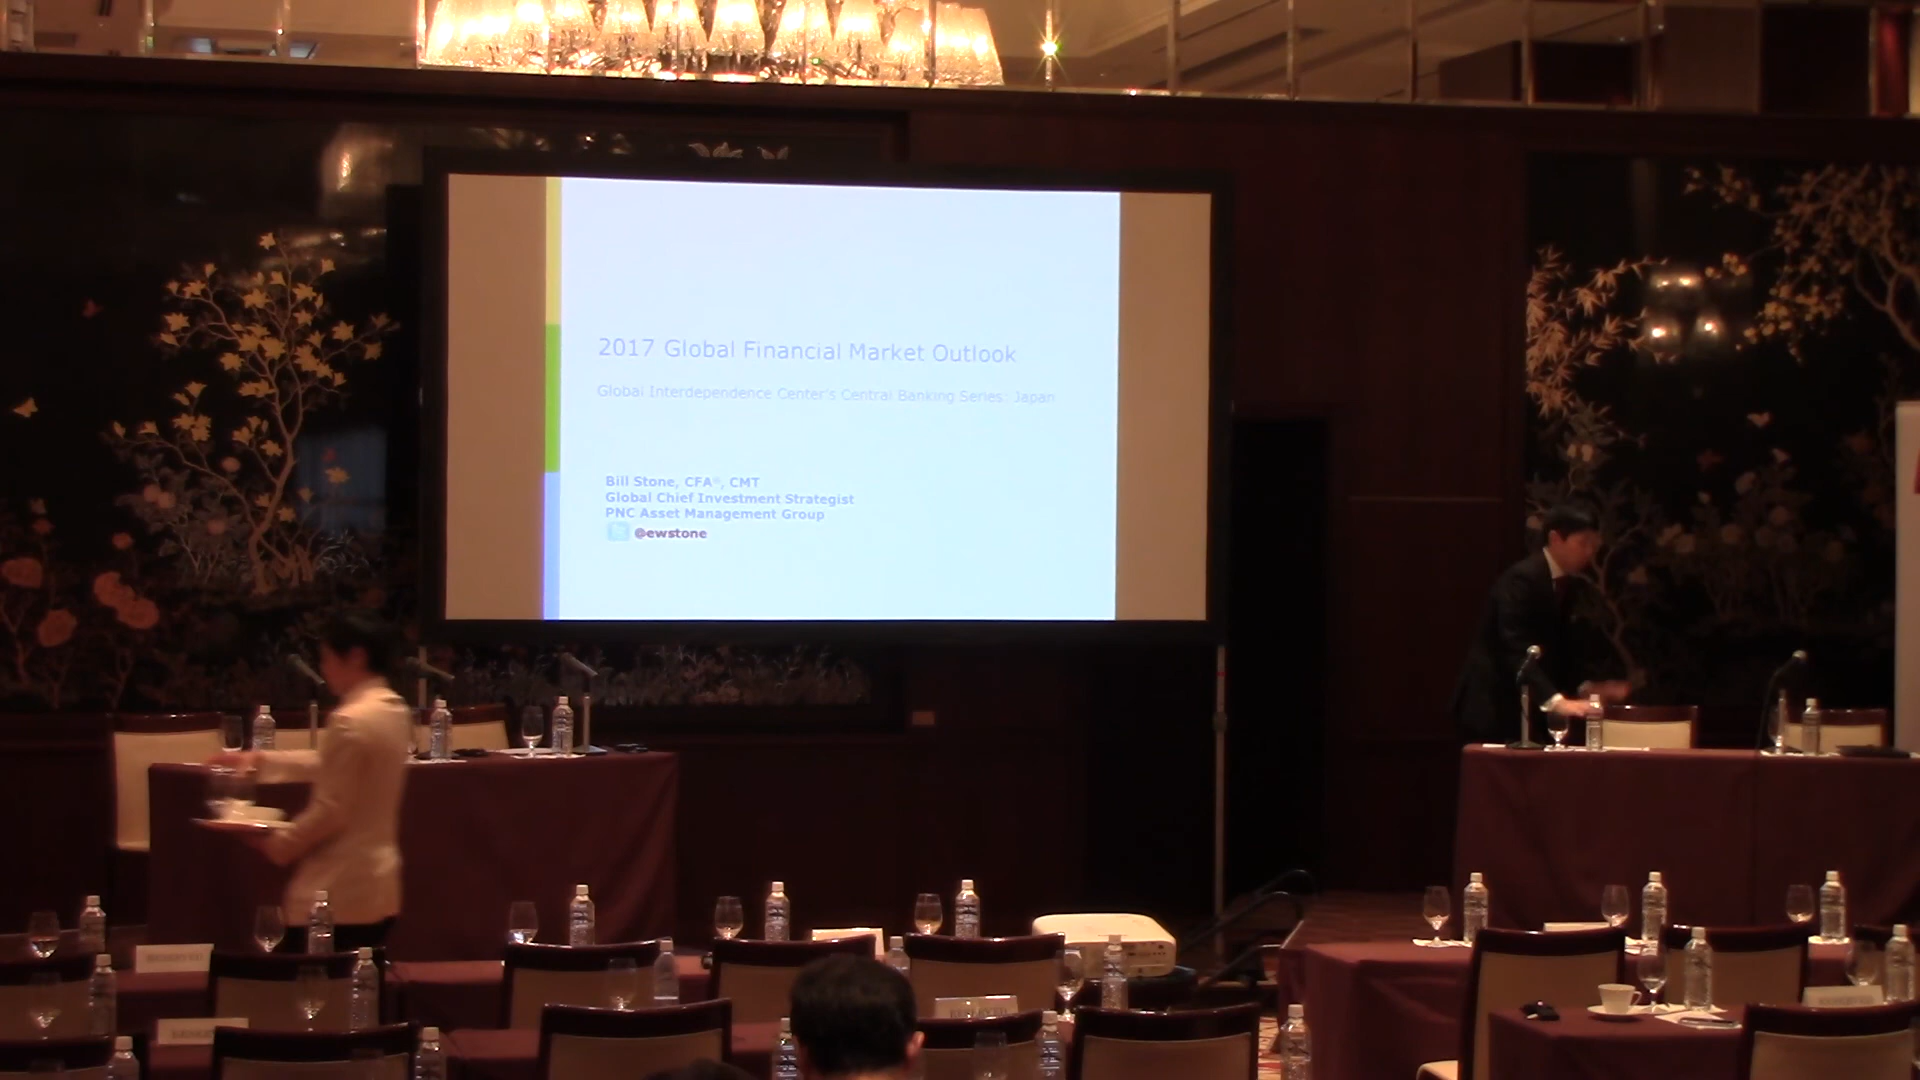 2017 Global Financial Market Outlook
Global Interdependence Center's Central Banking Series: Japan
Bill Stone, CFA®, CMT
Global Chief Investment Strategist
PNC Asset Management Group
@ewstone
RESERVED